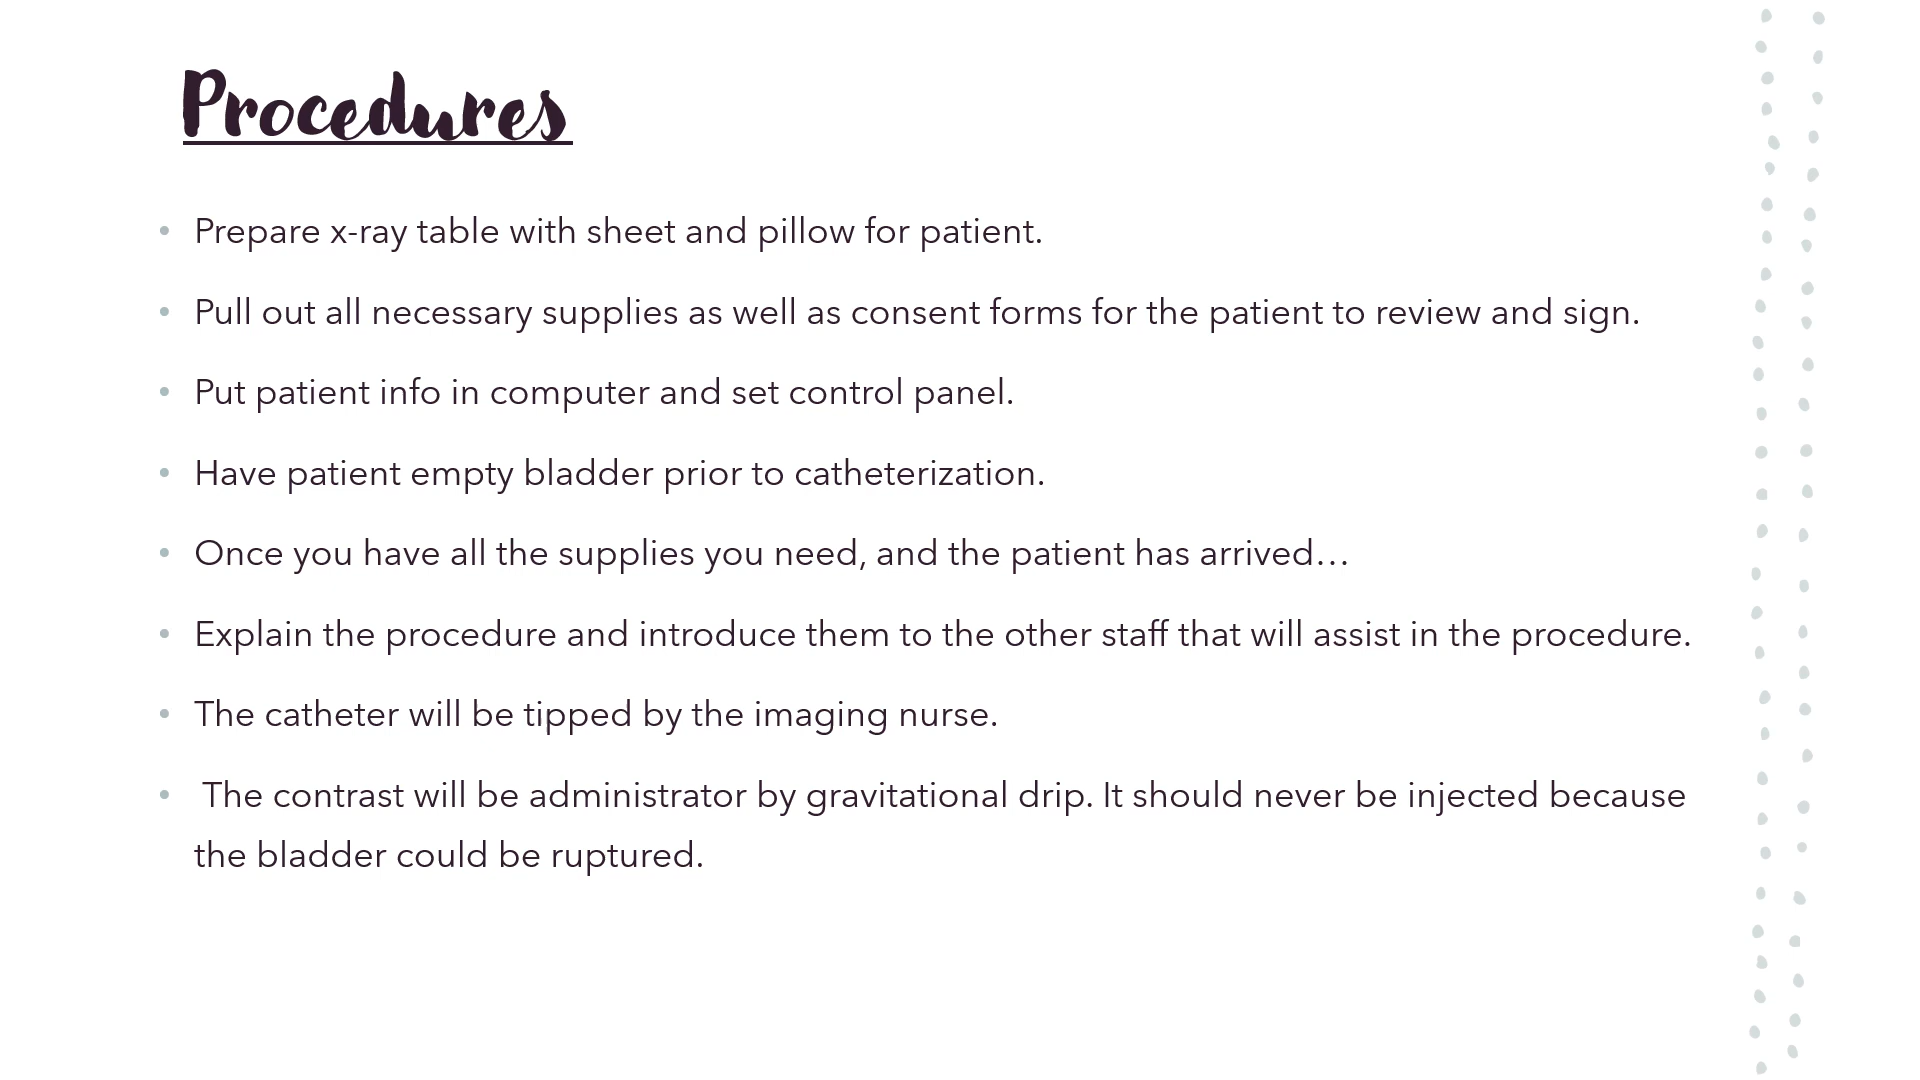 Procedures
• Prepare x-ray table with sheet and pillow for patient.
• Pull out all necessary supplies as well as consent forms for the patient to review and sign.
• Put patient info in computer and set control panel.
• Have patient empty bladder prior to catheterization.
• Once you have all the supplies you need, and the patient has arrived…
• Explain the procedure and introduce them to the other staff that will assist in the procedure.
• The catheter will be tipped by the imaging nurse.
• The contrast will be administrator by gravitational drip. It should never be injected because
the bladder could be ruptured.